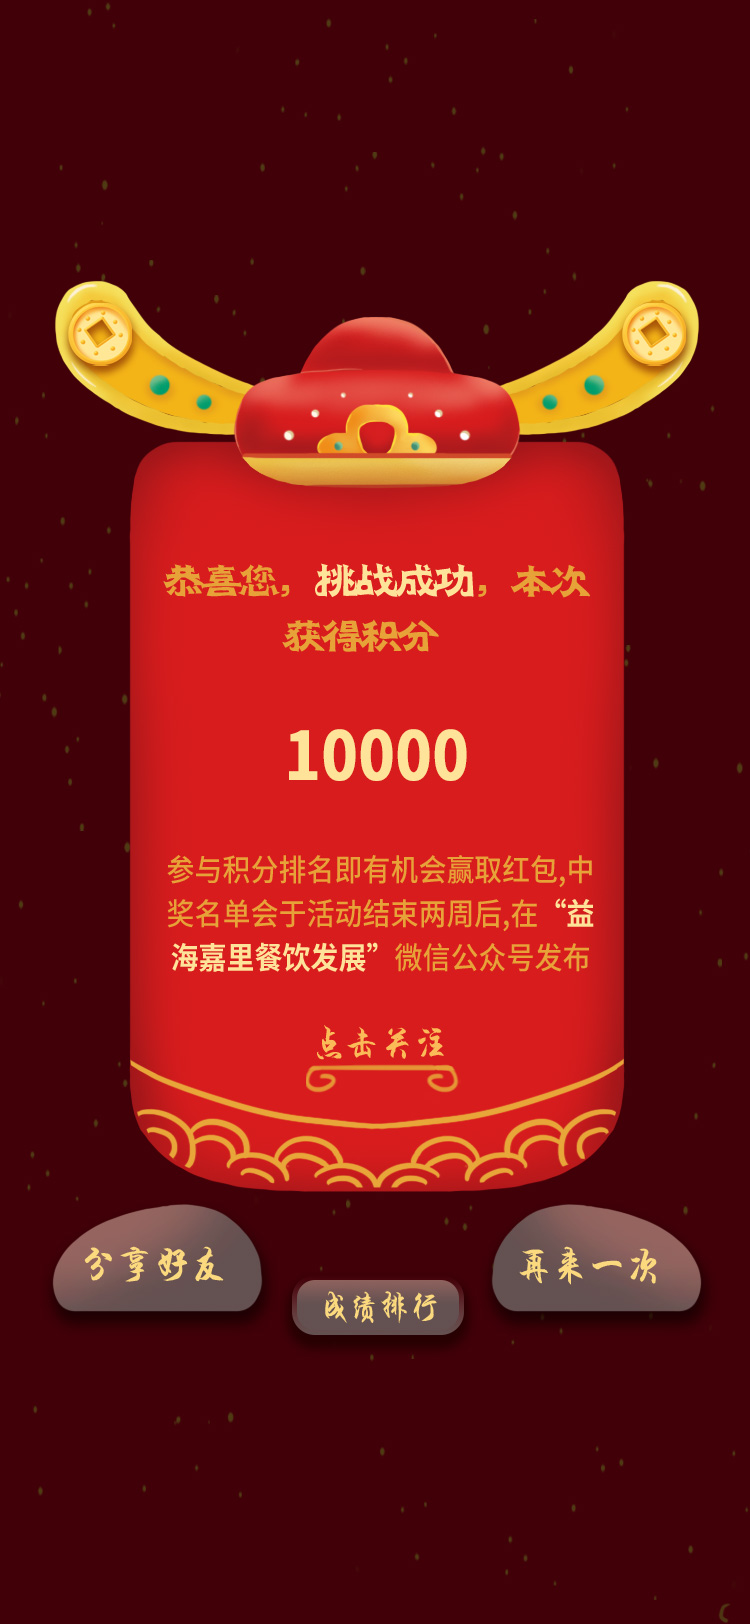 恭喜您，挑战成功，本次
获得积分
10000
参与积分排名即有机会赢取红包,中
奖名单会于活动结束两周后,在“益
海嘉里餐饮发展”微信公众号发布
点击关注
分享好友
再来一次
成绩排行